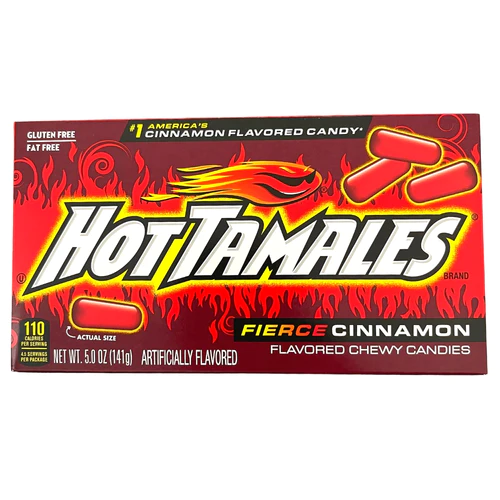 GLUTEN FREE
FAT FREE
#1 AMERICA'S
CINNAMON FLAVORED CANDY*
HOT TAMALES
®
U
BRAND
ACTUAL SIZE
FIERCE CINNAMON
FLAVORED CHEWY CANDIES
110
CALORIES
PER SERVING
4.5 SERVINGS
PER PACKAGE
NET WT. 5.0 OZ (141g) ARTIFICIALLY FLAVORED